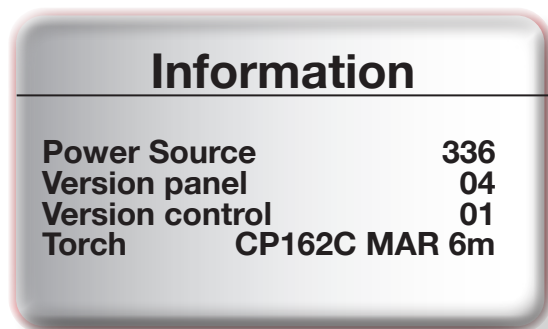 Information
Power Source 336
Version panel 04
Version control 01
Torch CP162C MAR 6m